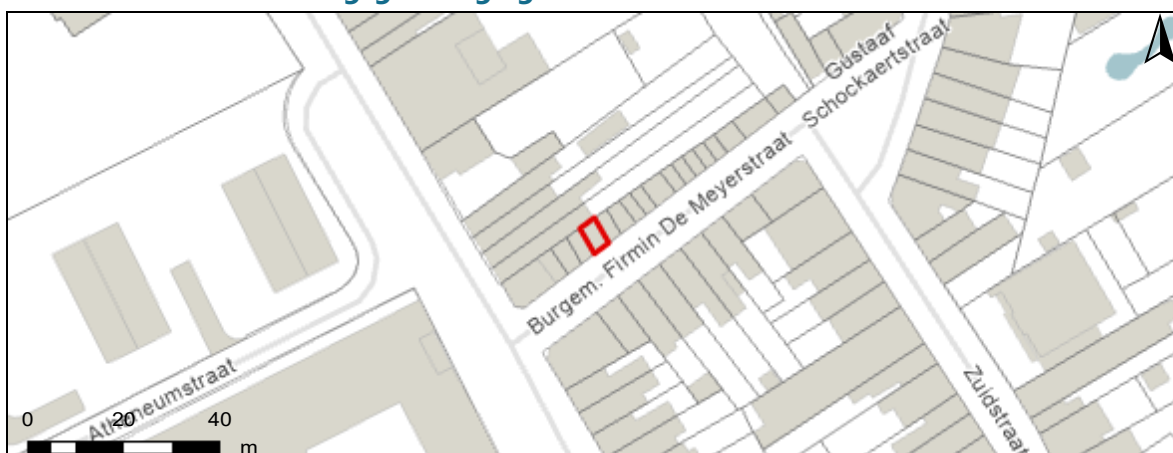 Gustaaf
Schockaertstraat
Burgem. Firmin De Meyerstraat
Zuidstraat
Atheneumstraat
0 20 40
m